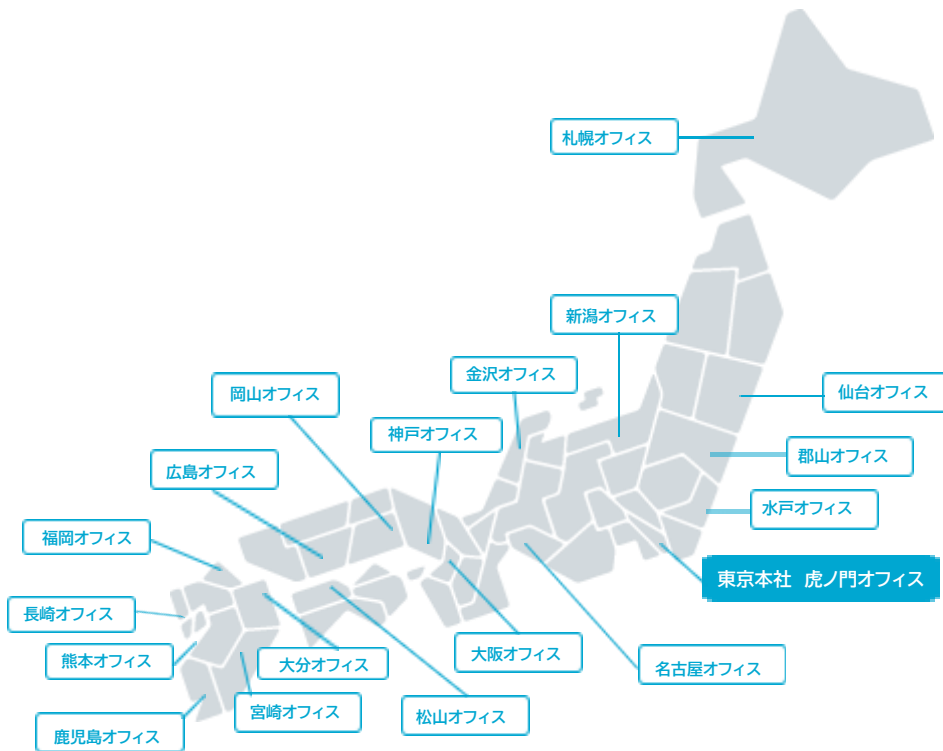 札幌オフィス
新潟オフィス
金沢オフィス
岡山オフィス
仙台オフィス
神戸オフィス
郡山オフィス
広島オフィス
水戸オフィス
福岡オフィス
東京本社 虎ノ門オフィス
長崎オフィス
熊本オフィス
大分オフィス
大阪オフィス
名古屋オフィス
宮崎オフィス
松山オフィス
鹿児島オフィス